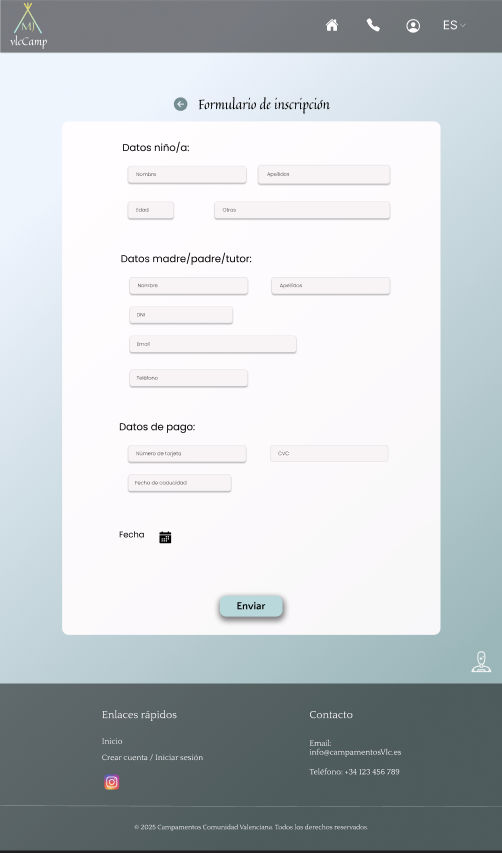 MJ
vlcCamp
ES
Formulario de inscripción
Datos niño/a:
Nombre
Apellidos
Edad
Otros
Datos madre/padre/tutor:
Nombre
Apellidos
DNI
Email
Teléfono
Datos de pago:
Número de tarjeta
CVC
Fecha de caducidad
Fecha
Enviar
Enlaces rápidos
Contacto
Inicio
Crear cuenta / Iniciar sesión
Email:
info@campamentosVlc.es
Teléfono: +34 123 456 789
© 2025 Campamentos Comunidad Valenciana. Todos los derechos reservados.